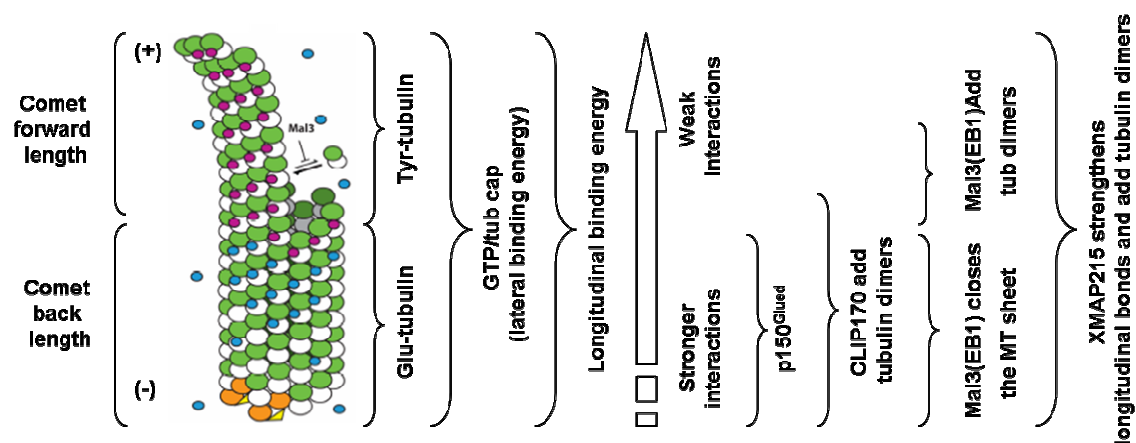 Comet
forward
length
Comet
back
length
(+)
(-)
Mal3
Tyr-tubulin
Glu-tubulin
GTP/tub cap
(lateral binding energy)
Longitudinal binding energy
Weak
Interactions
Stronger
interactions
p150Glued
CLIP170 add
tubulin dimers
Mal3(EB1)Add
tub dimers
Mal3(EB1) closes
the MT sheet
XMAP215 strengthens
longitudinal bonds and add tubulin dimers